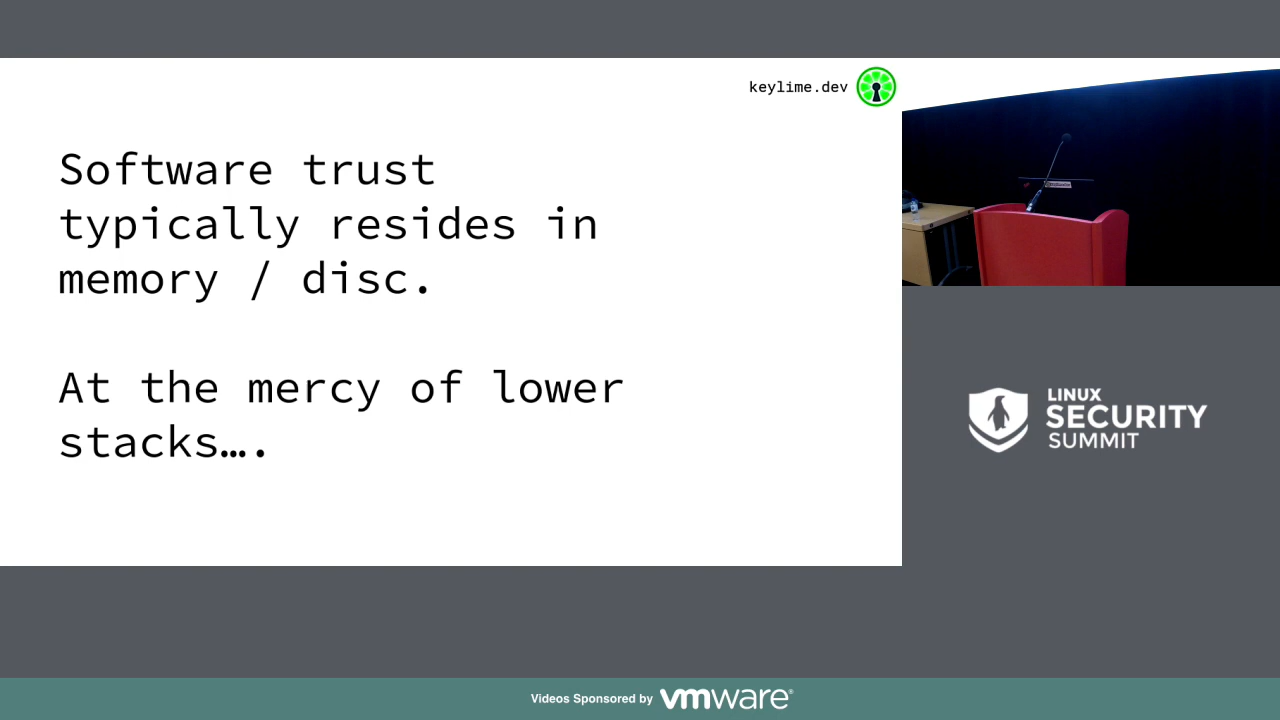 keylime.dev
Software trust
typically resides in
memory / disc.
At the mercy of lower
stacks….
LINUX
SECURITY
SUMMIT
Videos Sponsored by vmware®